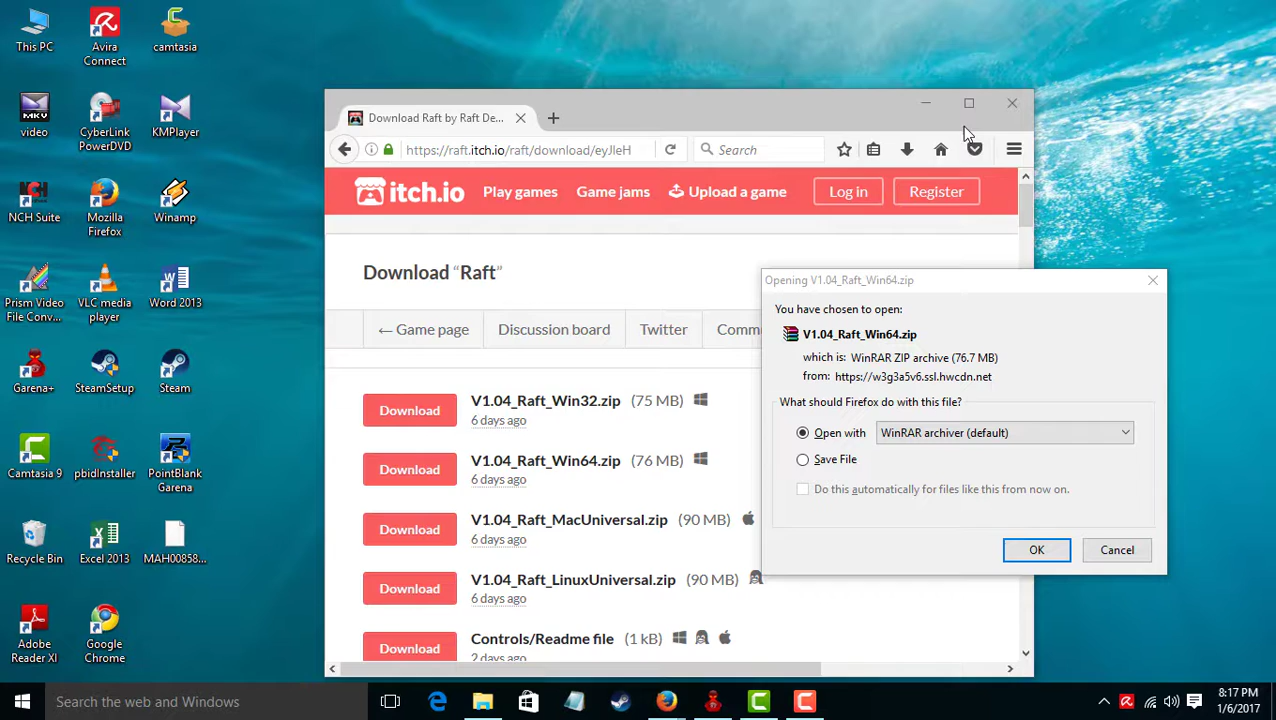 This PC
Avira
Connect
camtasia
video
CyberLink
PowerDVD
KMPlayer
NCH
NCH Suite
Mozilla
Firefox
Winamp
Prism Video
File Conv...
VLC media
player
Word 2013
Garena+
SteamSetup
Steam
Camtasia 9
pbidInstaller
PointBlank
Garena
Recycle Bin
Excel 2013
MAH00858...
Adobe
Reader XI
Google
Chrome
Download Raft by Raft De...
https://raft.itch.io/raft/download/eyJleH
Search
itch.io
Play games
Game jams
Upload a game
Log in
Register
Download “Raft”
← Game page
Discussion board
Twitter
Comm
Download
V1.04_Raft_Win32.zip (75 MB)
6 days ago
Download
V1.04_Raft_Win64.zip (76 MB)
6 days ago
Download
V1.04_Raft_MacUniversal.zip (90 MB)
6 days ago
Download
V1.04_Raft_LinuxUniversal.zip (90 MB)
6 days ago
Download
Controls/Readme file (1 kB)
2 days ago
Opening V1.04_Raft_Win64.zip
You have chosen to open:
V1.04_Raft_Win64.zip
which is: WinRAR ZIP archive (76.7 MB)
from: https://w3g3a5v6.ssl.hwcdn.net
What should Firefox do with this file?
Open with
WinRAR archiver (default)
Save File
Do this automatically for files like this from now on.
OK
Cancel
Search the web and Windows
8:17 PM
1/6/2017